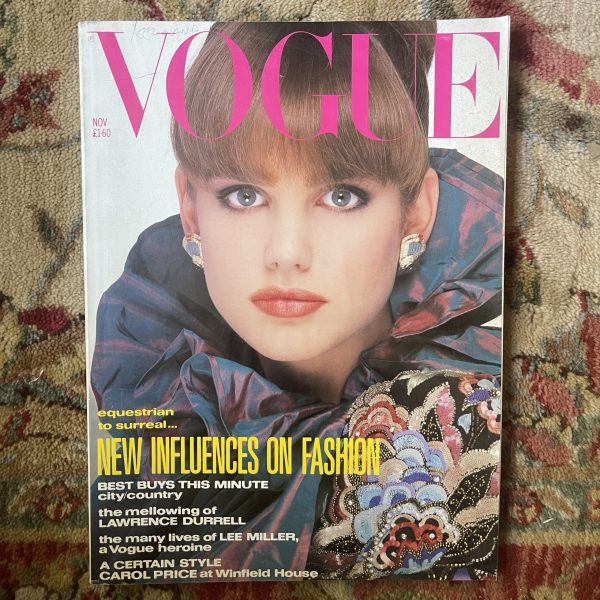 VOGUE
NOV
£1·60
equestrian
to surreal...
NEW INFLUENCES ON FASHION
BEST BUYS THIS MINUTE
city/country
the mellowing of
LAWRENCE DURRELL
the many lives of LEE MILLER,
a Vogue heroine
A CERTAIN STYLE
CAROL PRICE at Winfield House